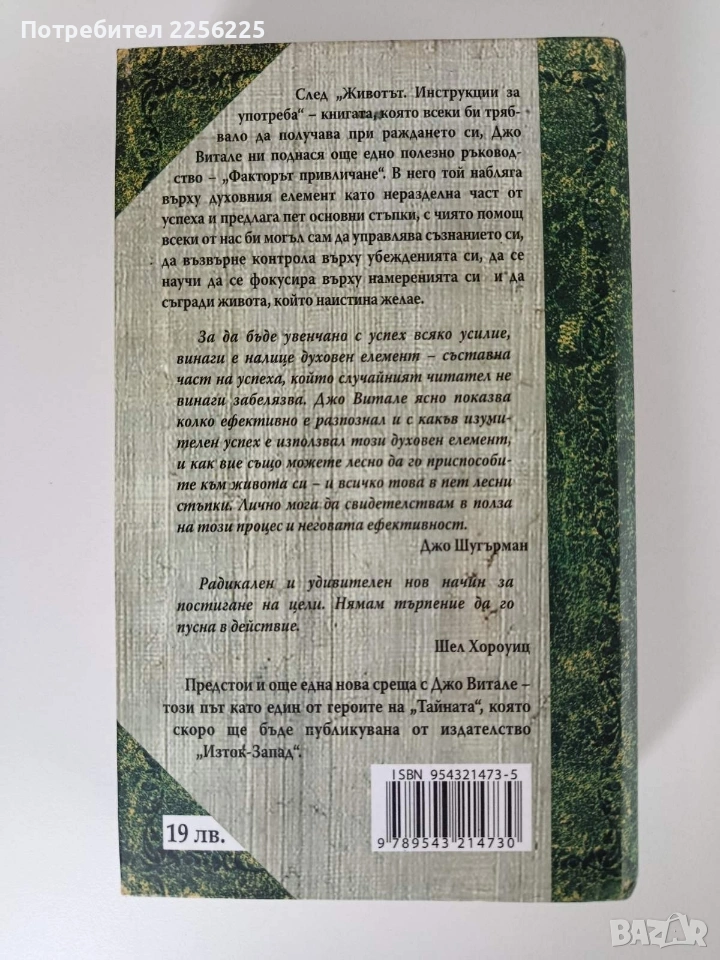 Потребител 2256225
След „Животът. Инструкции за
употреба“ – книгата, която всеки би тряб-
вало да получава при раждането си, Джо
Витале ни поднася още едно полезно ръковод-
ство – „Факторът привличане“. В него той набляга
върху духовния елемент като неразделна част от
успеха и предлага пет основни стъпки, с чиято помощ
всеки от нас би могъл сам да управлява съзнанието си,
да възвърне контрола върху убежденията си, да се
научи да се фокусира върху намеренията си и да
съгради живота, който наистина желае.
За да бъде увенчано с успех всяко усилие,
винаги е налице духовен елемент – съставна
част на успеха, който случайният читател не
винаги забелязва. Джо Витале ясно показва
колко ефективно е разпознал и с какъв изуми-
телен успех е използвал този духовен елемент,
и как вие също можете лесно да го приспособи-
те към живота си – и всичко това в пет лесни
стъпки. Лично мога да свидетелствам в полза
на този процес и неговата ефективност.
Джо Шугърман
Радикален и удивителен нов начин за
постигане на цели. Нямам търпение да го
пусна в действие.
Шел Хороуиц
Предстои и още една нова среща с Джо Витале –
този път като един от героите на „Тайната“, която
скоро ще бъде публикувана от издателство
„Изток-Запад“.
ISBN 954321473-5
19 лв.
9 789543 214730
BAZAR